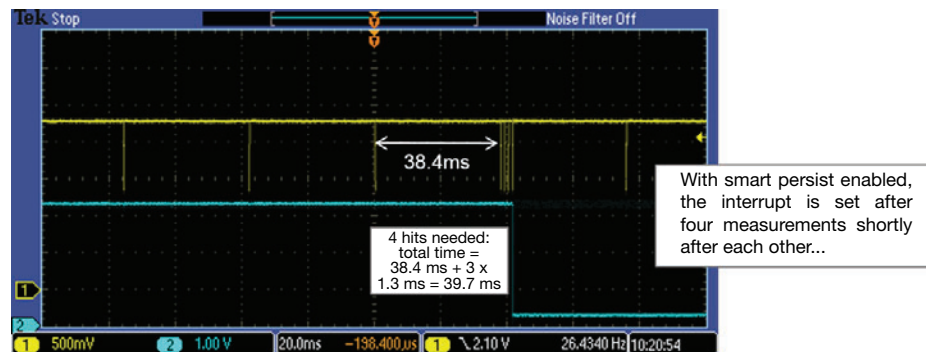 Tek Stop
Noise Filter Off
38.4ms
With smart persist enabled,
the interrupt is set after
four measurements shortly
after each other...
4 hits needed:
total time =
38.4 ms + 3 x
1.3 ms = 39.7 ms
1
2
1 500mV 2 1.00 V 20.0ms -198.400µs 1 2.10 V 26.4340 Hz 10:20:54